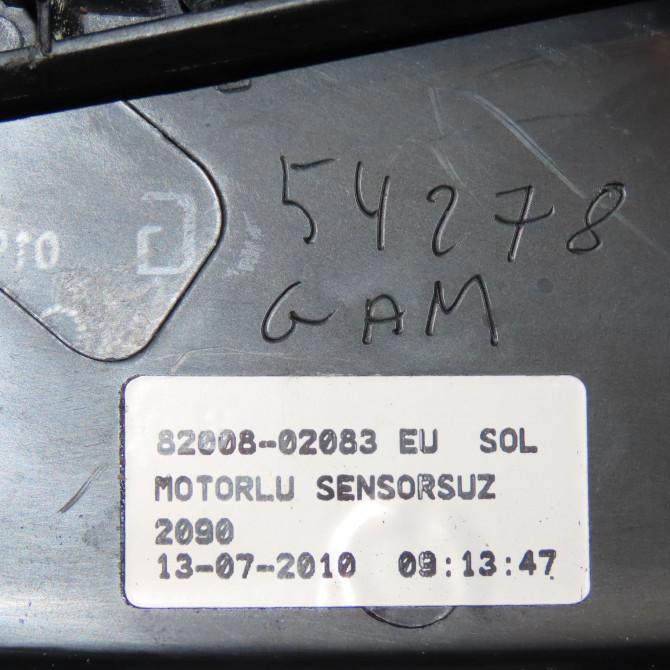 54278
GAM
82008-02083 EU SOL
MOTORLU SENSORSUZ
2090
13-07-2010 09:13:47